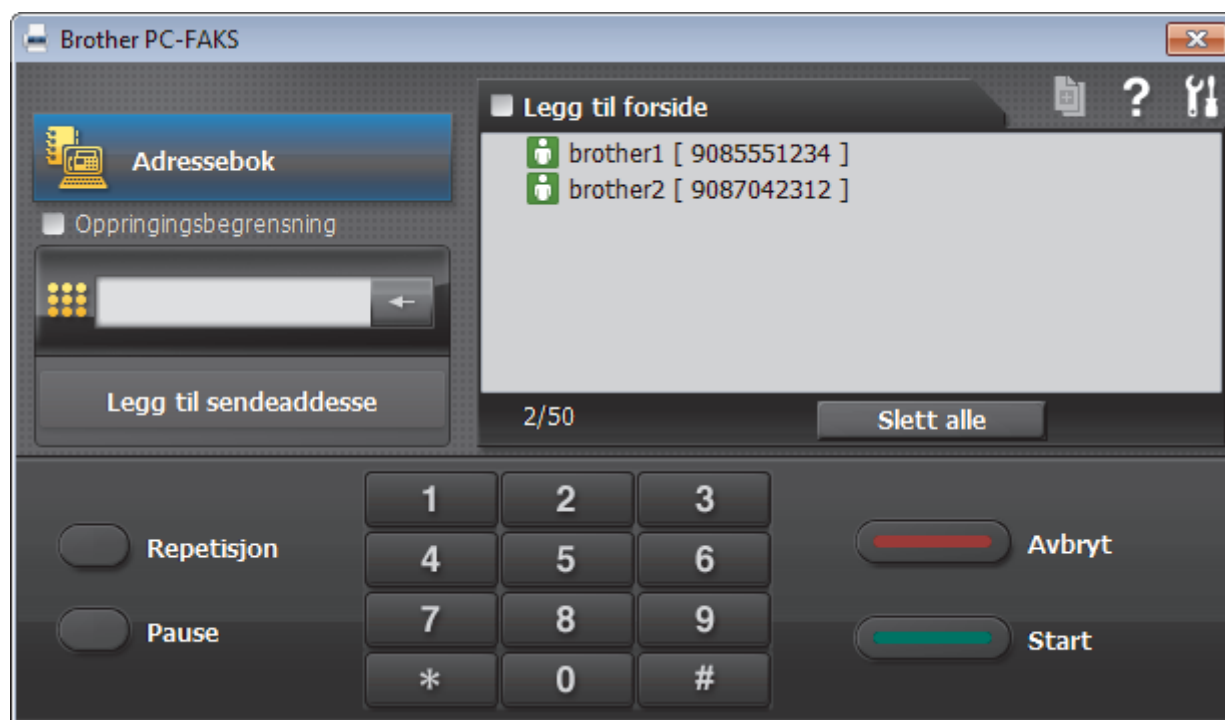 Brother PC-FAKS
Adressebok
Oppringingsbegrensning
Legg til sendeaddesse
Legg til forside
?
brother1 [ 9085551234 ]
brother2 [ 9087042312 ]
2/50
Slett alle
Repetisjon
Pause
1 2 3
4 5 6
7 8 9
* 0 #
Avbryt
Start